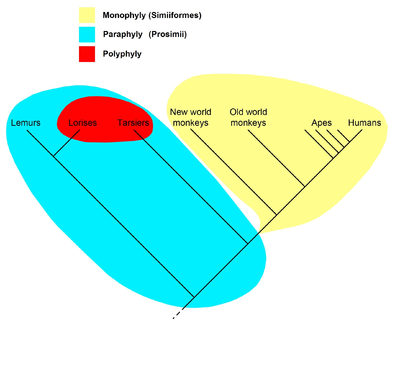 Monophyly (Simiiformes)
Paraphyly (Prosimii)
Polyphyly
Lemurs
Lorises
Tarsiers
New world
monkeys
Old world
monkeys
Apes
Humans